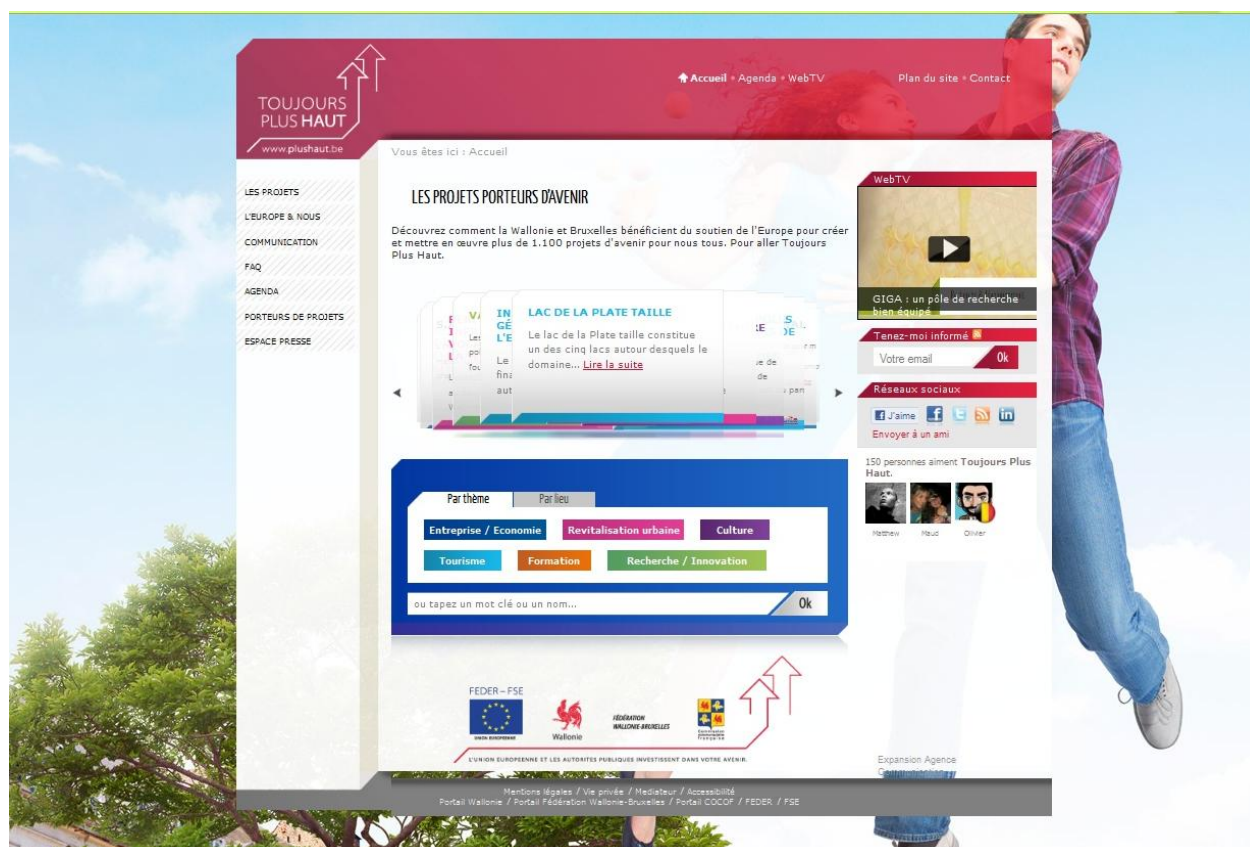 TOUJOURS
PLUS HAUT
www.plushaut.be
Accueil • Agenda • WebTV
Plan du site • Contact
Vous êtes ici : Accueil
LES PROJETS
L'EUROPE & NOUS
COMMUNICATION
FAQ
AGENDA
PORTEURS DE PROJETS
ESPACE PRESSE
LES PROJETS PORTEURS D'AVENIR
Découvrez comment la Wallonie et Bruxelles bénéficient du soutien de l'Europe pour créer
et mettre en œuvre plus de 1.100 projets d'avenir pour nous tous. Pour aller Toujours
Plus Haut.
LAC DE LA PLATE TAILLE
Le lac de la Plate taille constitue
un des cinq lacs autour desquels le
domaine... Lire la suite
Par thème
Par lieu
Entreprise / Economie
Revitalisation urbaine
Culture
Tourisme
Formation
Recherche / Innovation
ou tapez un mot clé ou un nom...
Ok
WebTV
GIGA : un pôle de recherche
bien équipé
Tenez-moi informé
Votre email
Ok
Réseaux sociaux
J'aime
Envoyer à un ami
150 personnes aiment Toujours Plus
Haut.
Matthew
Maud
Olivier
FEDER – FSE
UNION EUROPEENNE
Wallonie
FÉDÉRATION
WALLONIE-BRUXELLES
L'UNION EUROPEENNE ET LES AUTORITES PUBLIQUES INVESTISSENT DANS VOTRE AVENIR
Expansion Agence
Communication
Mentions légales / Vie privée / Mediateur / Accessibilité
Portail Wallonie / Portail Fédération Wallonie-Bruxelles / Portail COCOF / FEDER / FSE